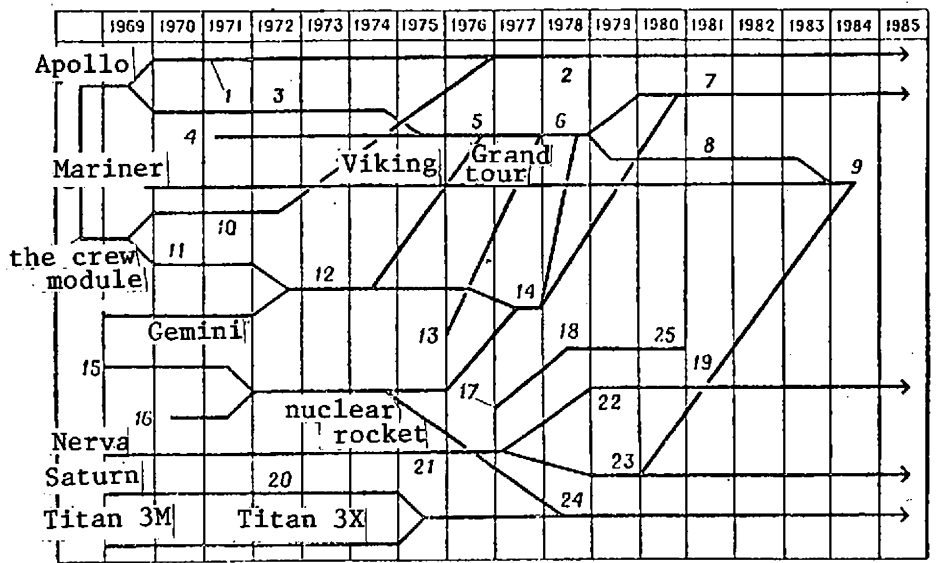 1969 1970 1971 1972 1973 1974 1975 1976 1977 1978 1979 1980 1981 1982 1983 1984 1985
Apollo
1 3 2 7
4 5 6 8
Mariner Viking Grand 9
tour
10
the crew 11
module 12 14
Gemini 13 18 25
15 17 19
16 nuclear 22
rocket
Nerva 21 23
Saturn 20 24
Titan 3M Titan 3X